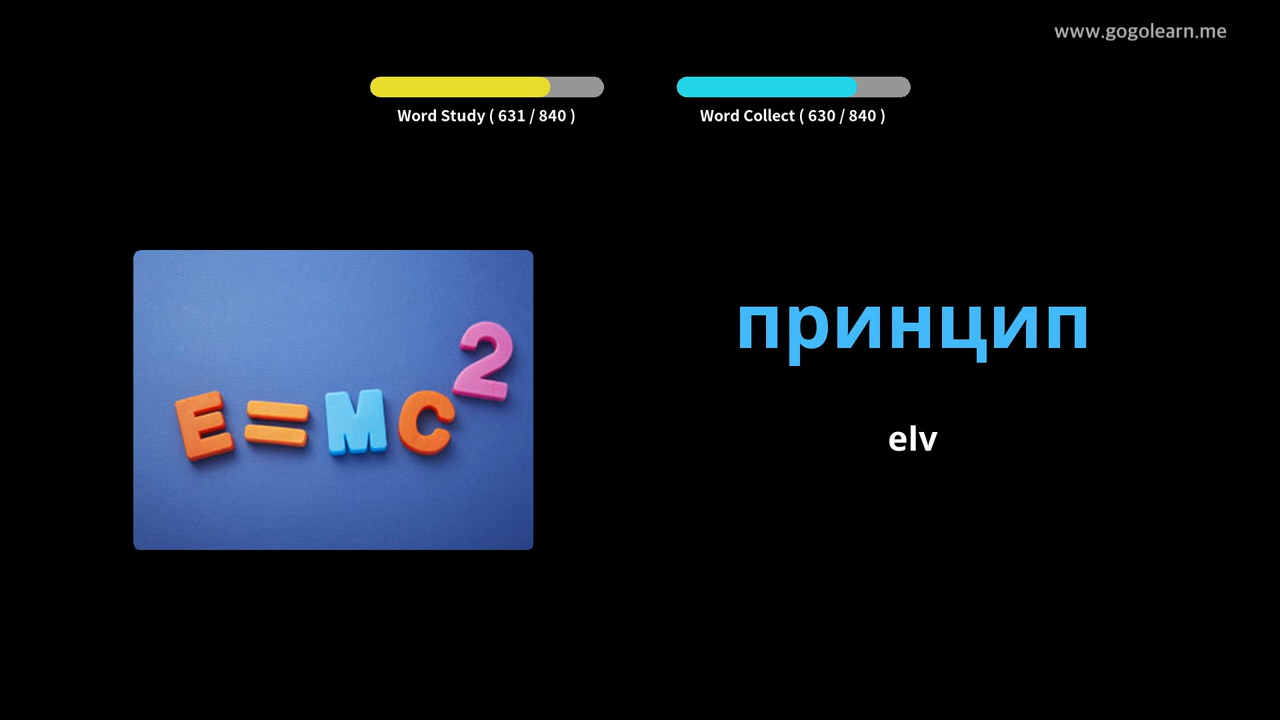 www.gogolearn.me
Word Study ( 631 / 840 )
Word Collect ( 630 / 840 )
E=MC2
принцип
elv